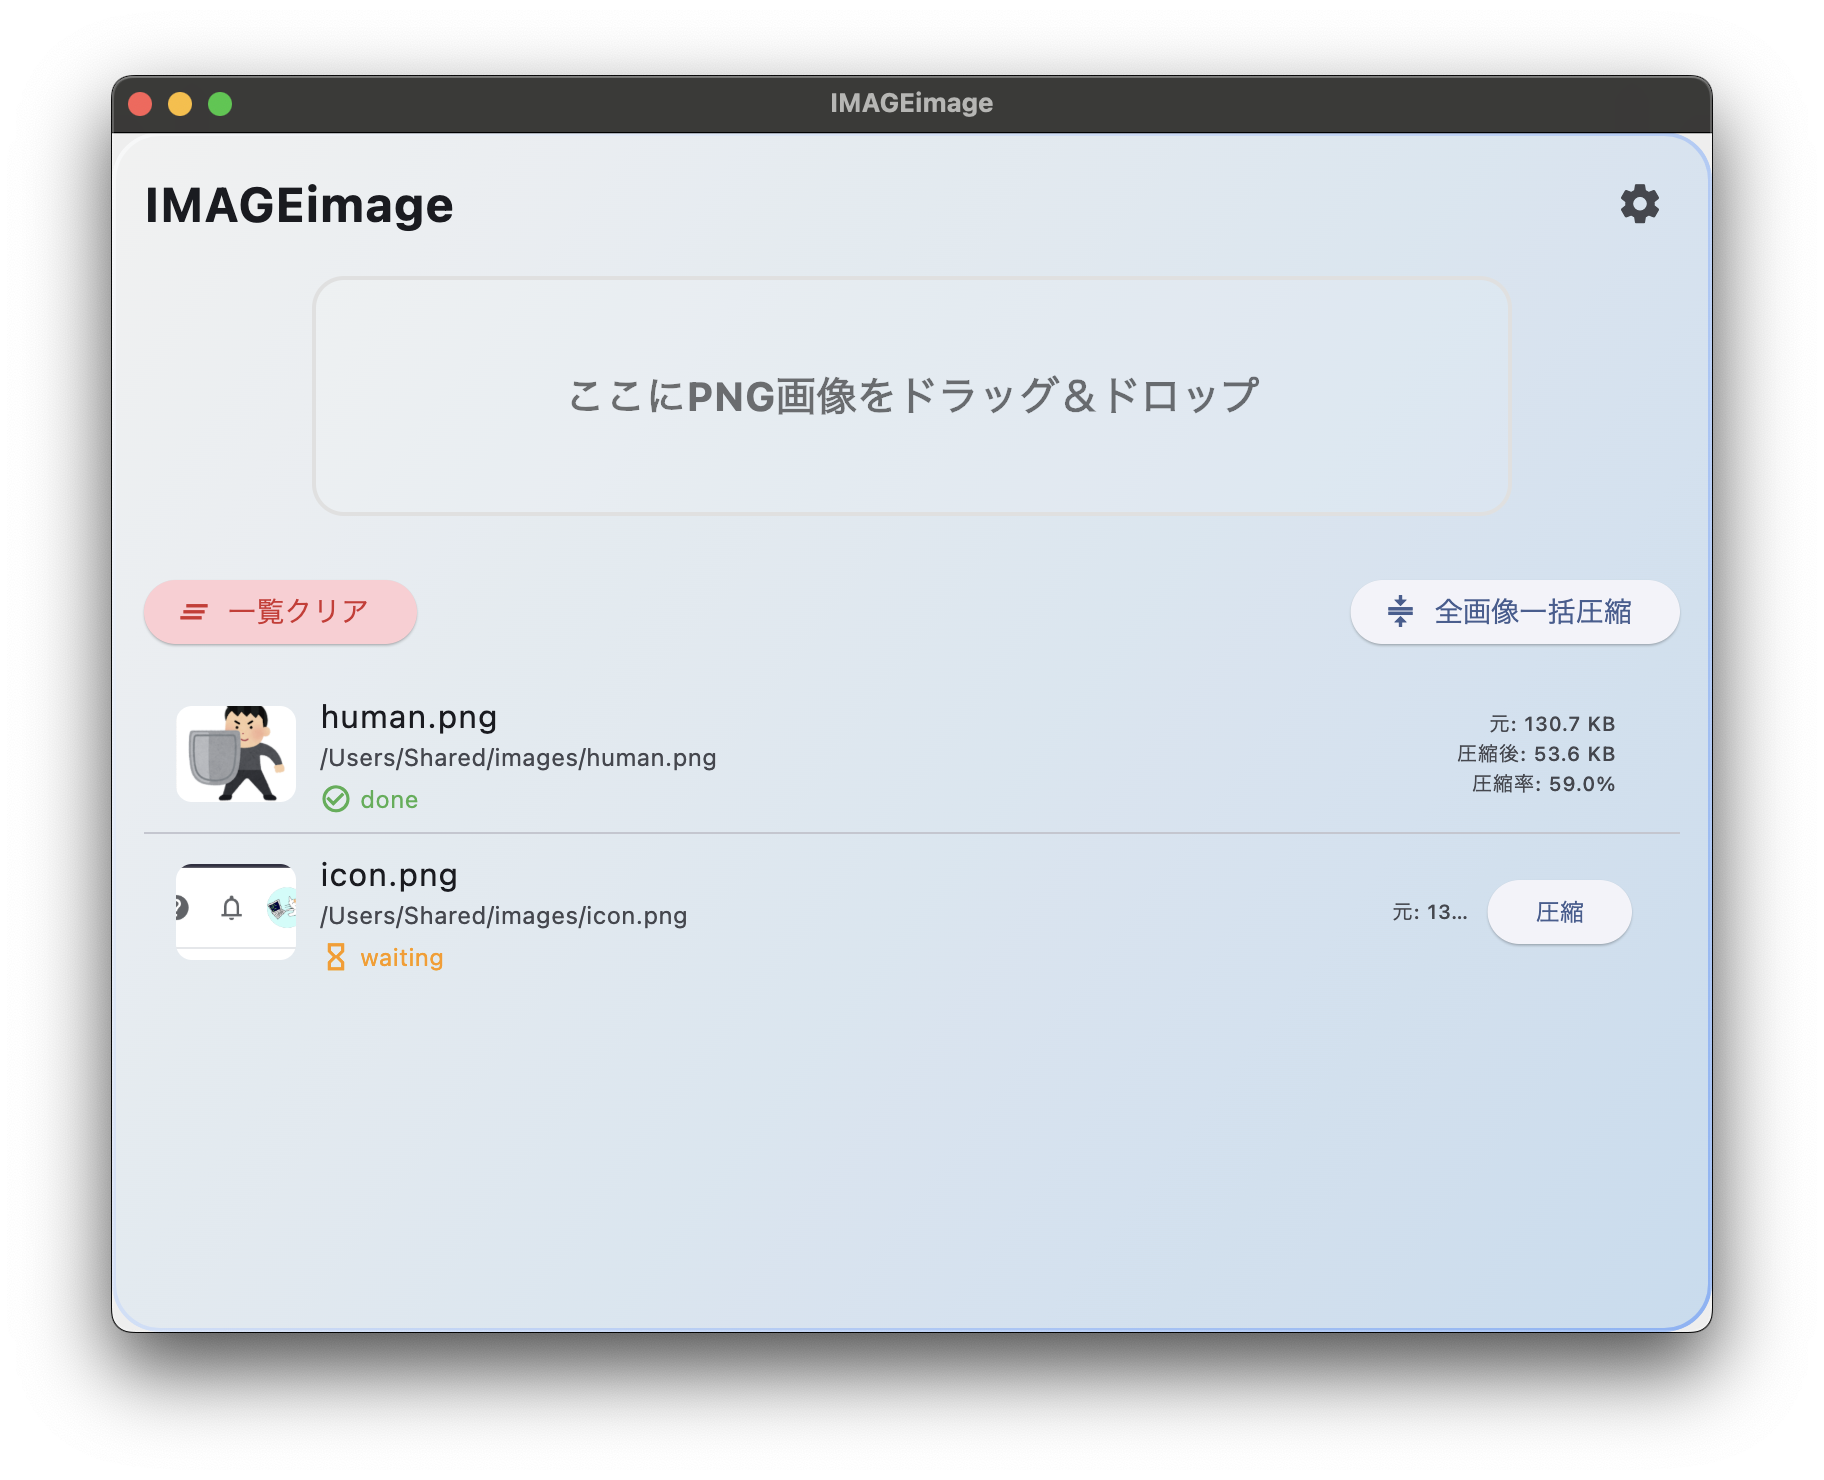 IMAGEimage
IMAGEimage
ここにPNG画像をドラッグ＆ドロップ
一覧クリア
全画像一括圧縮
human.png
/Users/Shared/images/human.png
done
元: 130.7 KB
圧縮後: 53.6 KB
圧縮率: 59.0%
icon.png
/Users/Shared/images/icon.png
waiting
元: 13...
圧縮